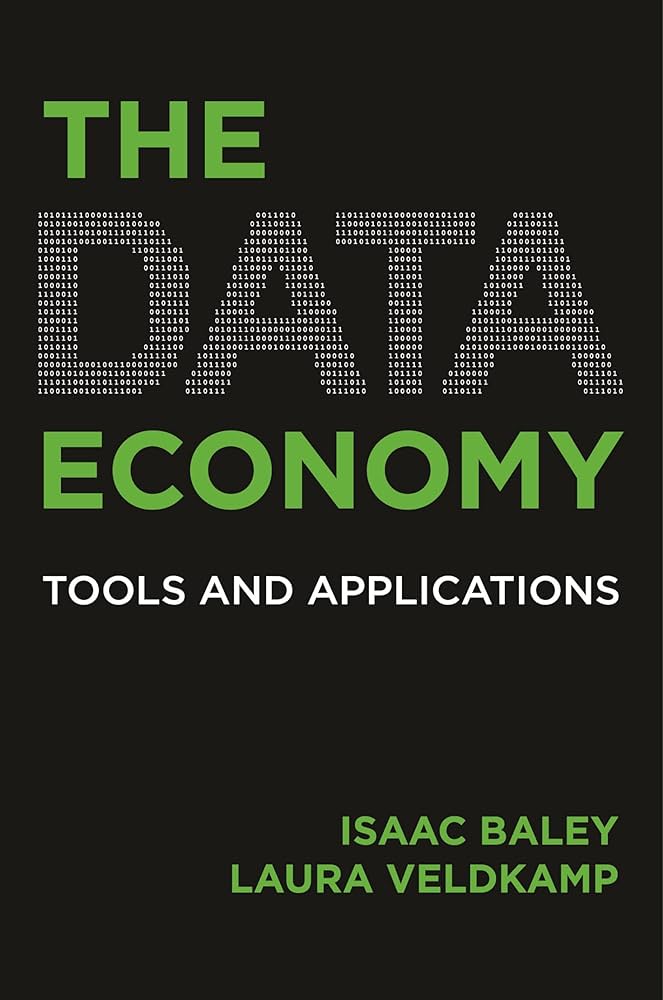 THE
DATA
ECONOMY
TOOLS AND APPLICATIONS
ISAAC BALEY
LAURA VELDKAMP